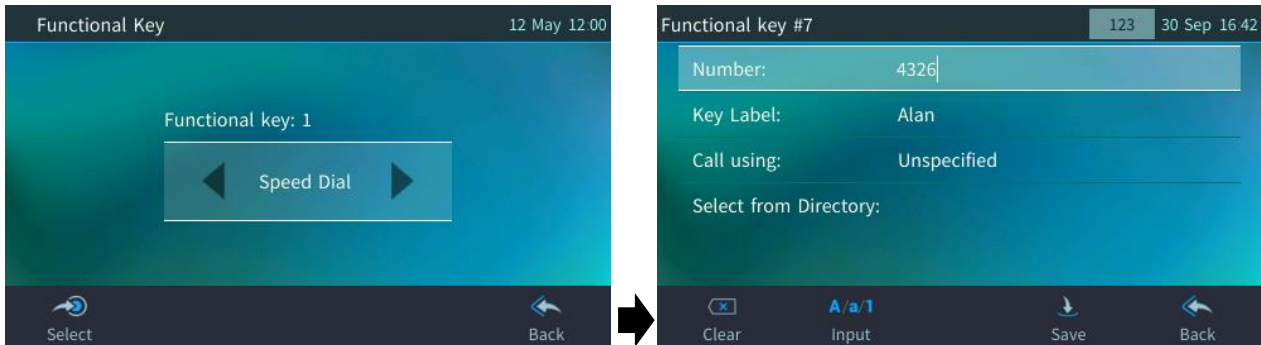 Functional Key 12 May 12:00
Functional key: 1
Speed Dial
Select Back
Functional key #7 123 30 Sep 16:42
Number: 4326
Key Label: Alan
Call using: Unspecified
Select from Directory:
A/a/1
Clear Input Save Back